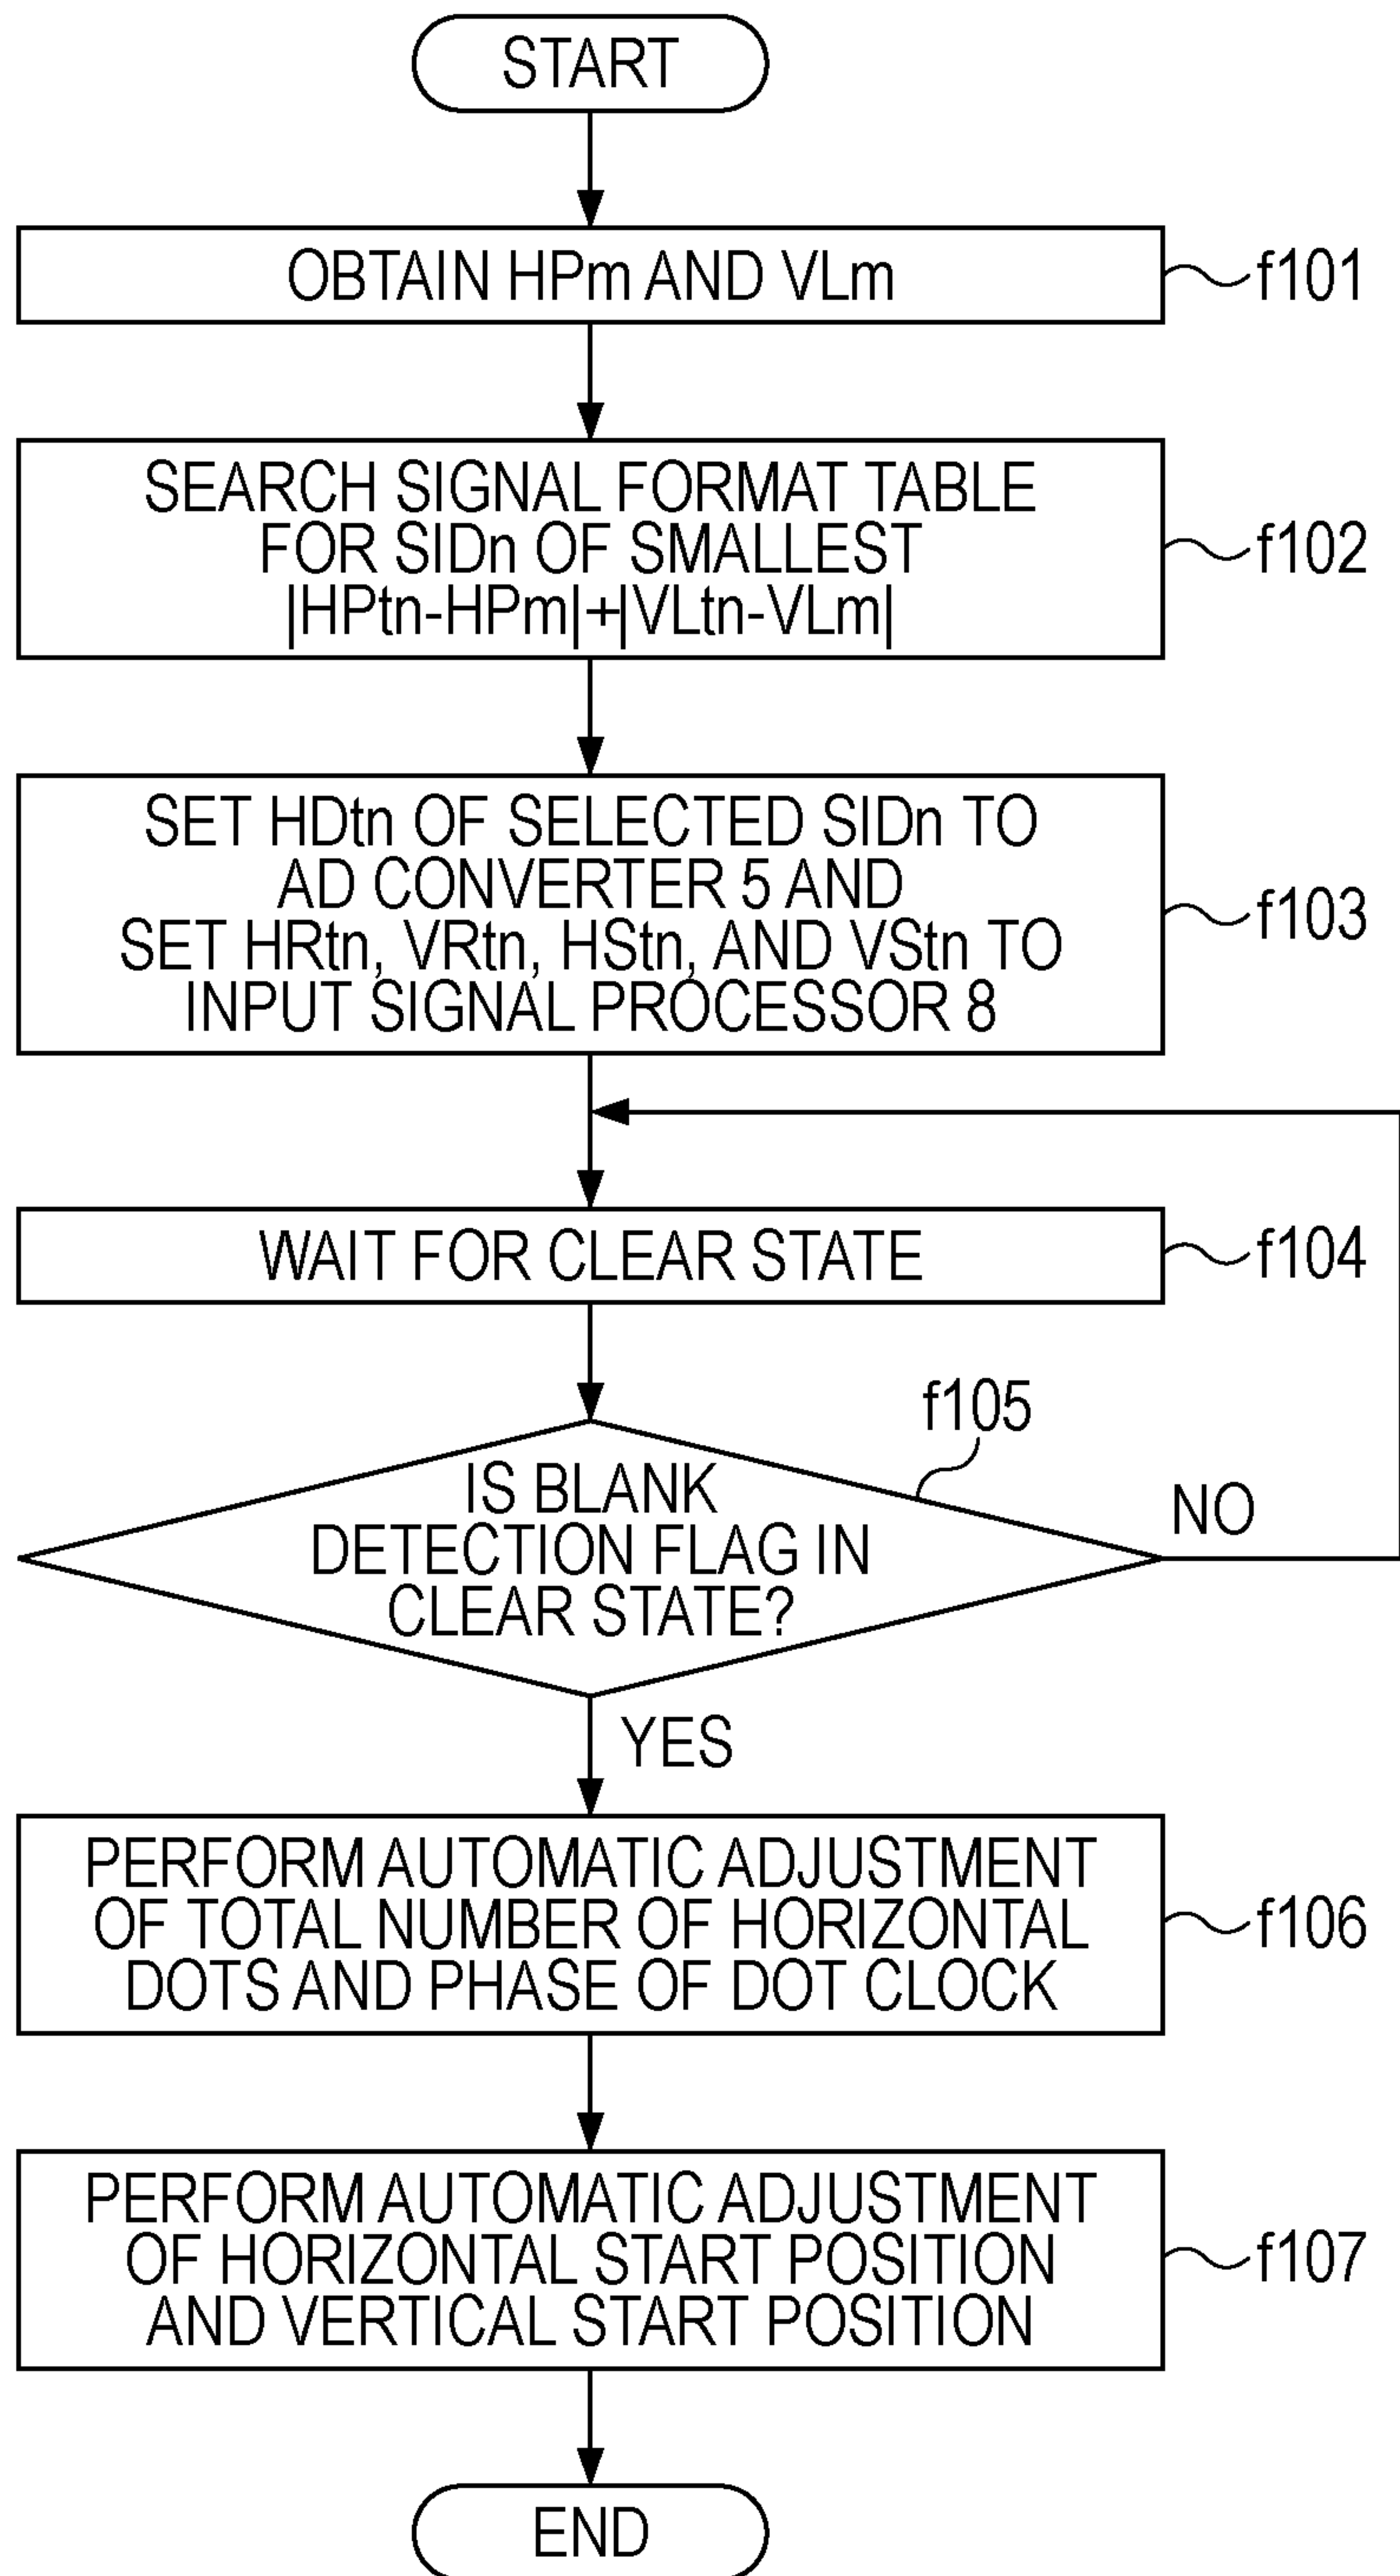 START
OBTAIN HPm AND VLm
f101
SEARCH SIGNAL FORMAT TABLE
FOR SIDn OF SMALLEST
|HPtn-HPm|+|VLtn-VLm|
f102
SET HDtn OF SELECTED SIDn TO
AD CONVERTER 5 AND
SET HRtn, VRtn, HStn, AND VStn TO
INPUT SIGNAL PROCESSOR 8
f103
WAIT FOR CLEAR STATE
f104
f105
IS BLANK
DETECTION FLAG IN
CLEAR STATE?
NO
YES
PERFORM AUTOMATIC ADJUSTMENT
OF TOTAL NUMBER OF HORIZONTAL
DOTS AND PHASE OF DOT CLOCK
f106
PERFORM AUTOMATIC ADJUSTMENT
OF HORIZONTAL START POSITION
AND VERTICAL START POSITION
f107
END